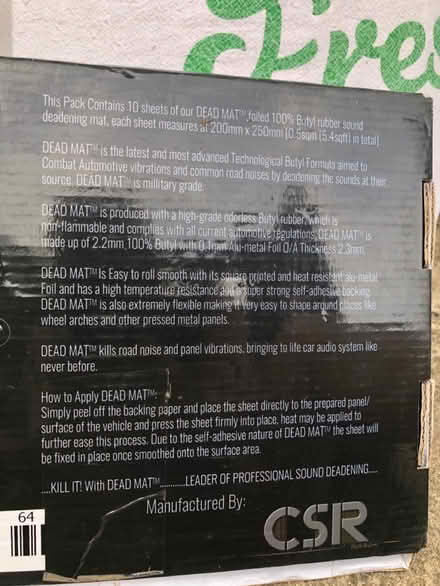 Fre
This Pack Contains 10 sheets of our DEAD MAT™,foiled 100% Butyl rubber sound
deadening mat, each sheet measures at 200mm x 250mm [0.5sqm (5.4sqft) in total]
DEAD MAT™ is the latest and most advanced Technological Butyl Formula aimed to
Combat Automotive vibrations and common road noises by deadening the sounds at their
source. DEAD MAT™ is military grade.
DEAD MAT™ is produced with a high-grade odorless Butyl rubber, which is
non-flammable and complies with all current automotive regulations. DEAD MAT™ is
made up of 2.2mm 100% Butyl with 0.1mm Alu-metal Foil O/A Thickness 2.3mm
DEAD MAT™ Is Easy to roll smooth with its square printed and heat resistant alu-metal
Foil and has a high temperature resistance and a super strong self-adhesive backing.
DEAD MAT™ is also extremely flexible making it very easy to shape around places like
wheel arches and other pressed metal panels.
DEAD MAT™ kills road noise and panel vibrations, bringing to life car audio system like
never before.
How to Apply DEAD MAT™:
Simply peel off the backing paper and place the sheet directly to the prepared panel/
surface of the vehicle and press the sheet firmly into place, heat may be applied to
further ease this process. Due to the self-adhesive nature of DEAD MAT™ the sheet will
be fixed in place once smoothed onto the surface area.
....KILL IT! With DEAD MAT™..........LEADER OF PROFESSIONAL SOUND DEADENING....
Manufactured By:
CSR
64